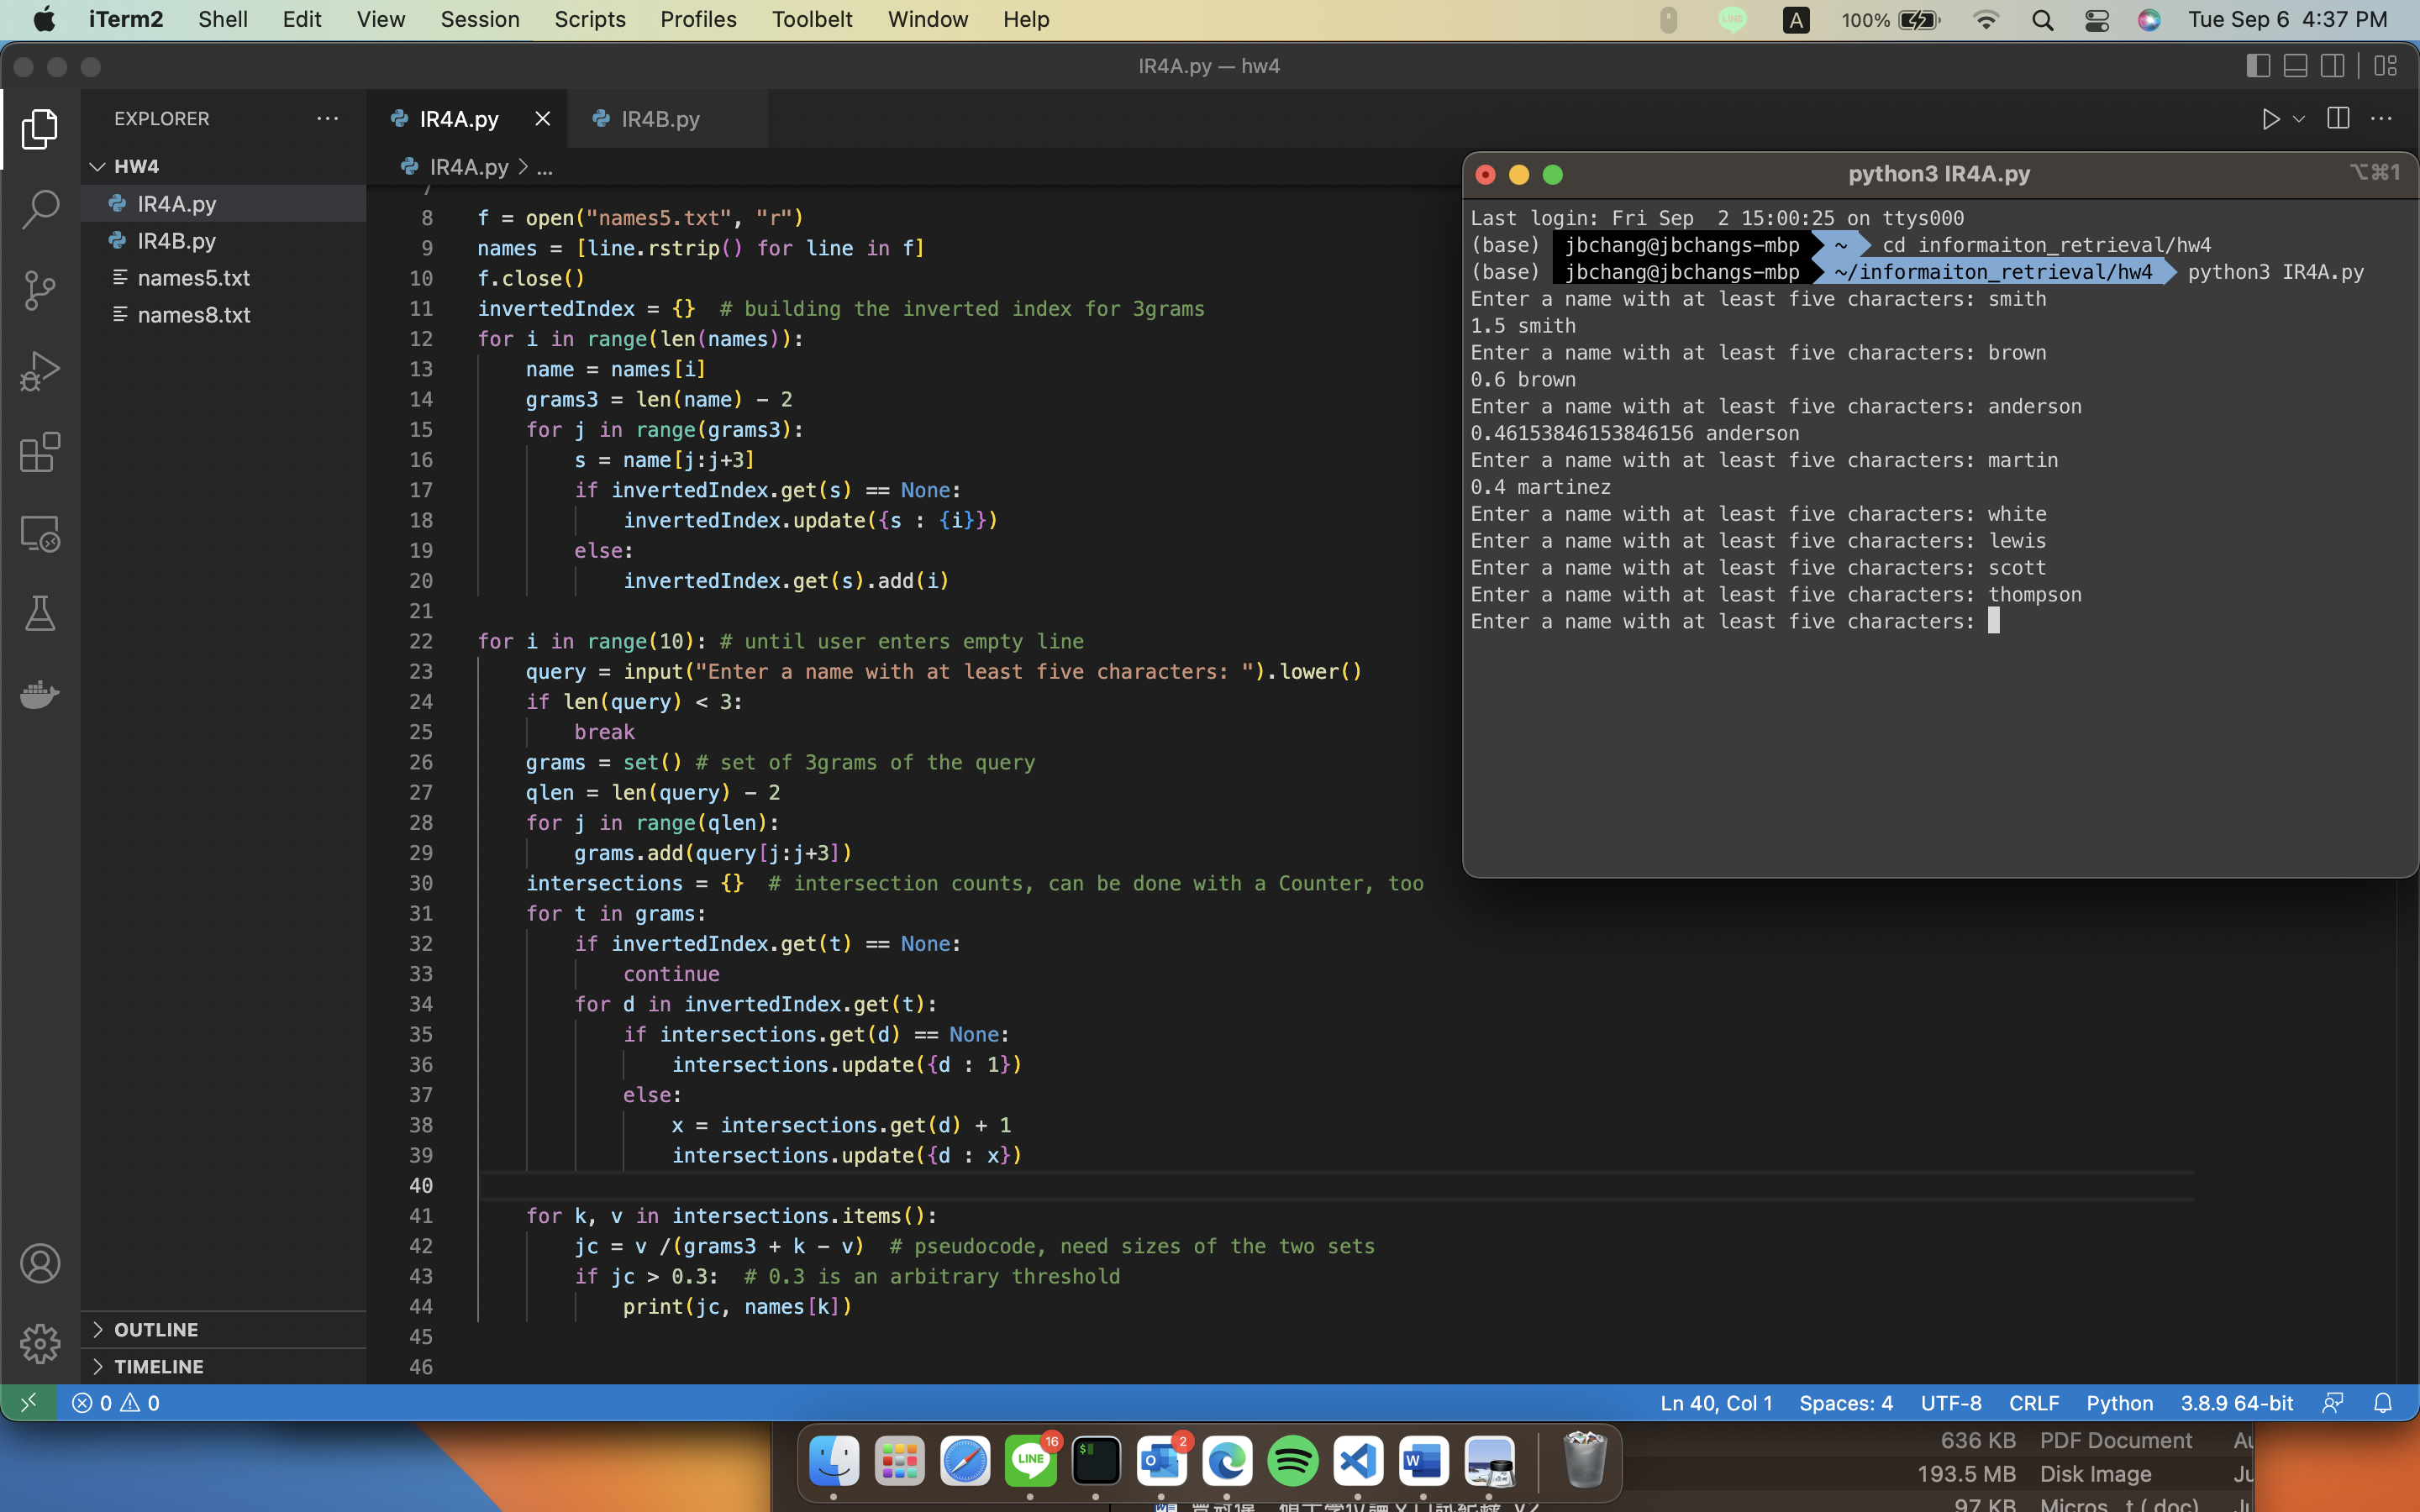 iTerm2 Shell Edit View Session Scripts Profiles Toolbelt Window Help LINE A 100% Tue Sep 6 4:37 PM
IR4A.py — hw4
EXPLORER ...
IR4A.py
IR4B.py
HW4
IR4A.py > ...
IR4A.py
IR4B.py
names5.txt
names8.txt
OUTLINE
TIMELINE
7
8 f = open("names5.txt", "r")
9 names = [line.rstrip() for line in f]
10 f.close()
11 invertedIndex = {}  # building the inverted index for 3grams
12 for i in range(len(names)):
13     name = names[i]
14     grams3 = len(name) - 2
15     for j in range(grams3):
16         s = name[j:j+3]
17         if invertedIndex.get(s) == None:
18             invertedIndex.update({s : {i}})
19         else:
20             invertedIndex.get(s).add(i)
21
22 for i in range(10): # until user enters empty line
23     query = input("Enter a name with at least five characters: ").lower()
24     if len(query) < 3:
25         break
26     grams = set() # set of 3grams of the query
27     qlen = len(query) - 2
28     for j in range(qlen):
29         grams.add(query[j:j+3])
30     intersections = {}  # intersection counts, can be done with a Counter, too
31     for t in grams:
32         if invertedIndex.get(t) == None:
33             continue
34         for d in invertedIndex.get(t):
35             if intersections.get(d) == None:
36                 intersections.update({d : 1})
37             else:
38                 x = intersections.get(d) + 1
39                 intersections.update({d : x})
40
41     for k, v in intersections.items():
42         jc = v /(grams3 + k - v)  # pseudocode, need sizes of the two sets
43         if jc > 0.3:  # 0.3 is an arbitrary threshold
44             print(jc, names[k])
45
46
python3 IR4A.py ⌥⌘1
Last login: Fri Sep  2 15:00:25 on ttys000
(base) jbchang@jbchangs-mbp ~ cd informaiton_retrieval/hw4
(base) jbchang@jbchangs-mbp ~/informaiton_retrieval/hw4 python3 IR4A.py
Enter a name with at least five characters: smith
1.5 smith
Enter a name with at least five characters: brown
0.6 brown
Enter a name with at least five characters: anderson
0.46153846153846156 anderson
Enter a name with at least five characters: martin
0.4 martinez
Enter a name with at least five characters: white
Enter a name with at least five characters: lewis
Enter a name with at least five characters: scott
Enter a name with at least five characters: thompson
Enter a name with at least five characters:
0 0 Ln 40, Col 1 Spaces: 4 UTF-8 CRLF Python 3.8.9 64-bit
636 KB PDF Document
193.5 MB Disk Image
97 KB Micros...t (.doc)
LINE 16 $ 2 O W